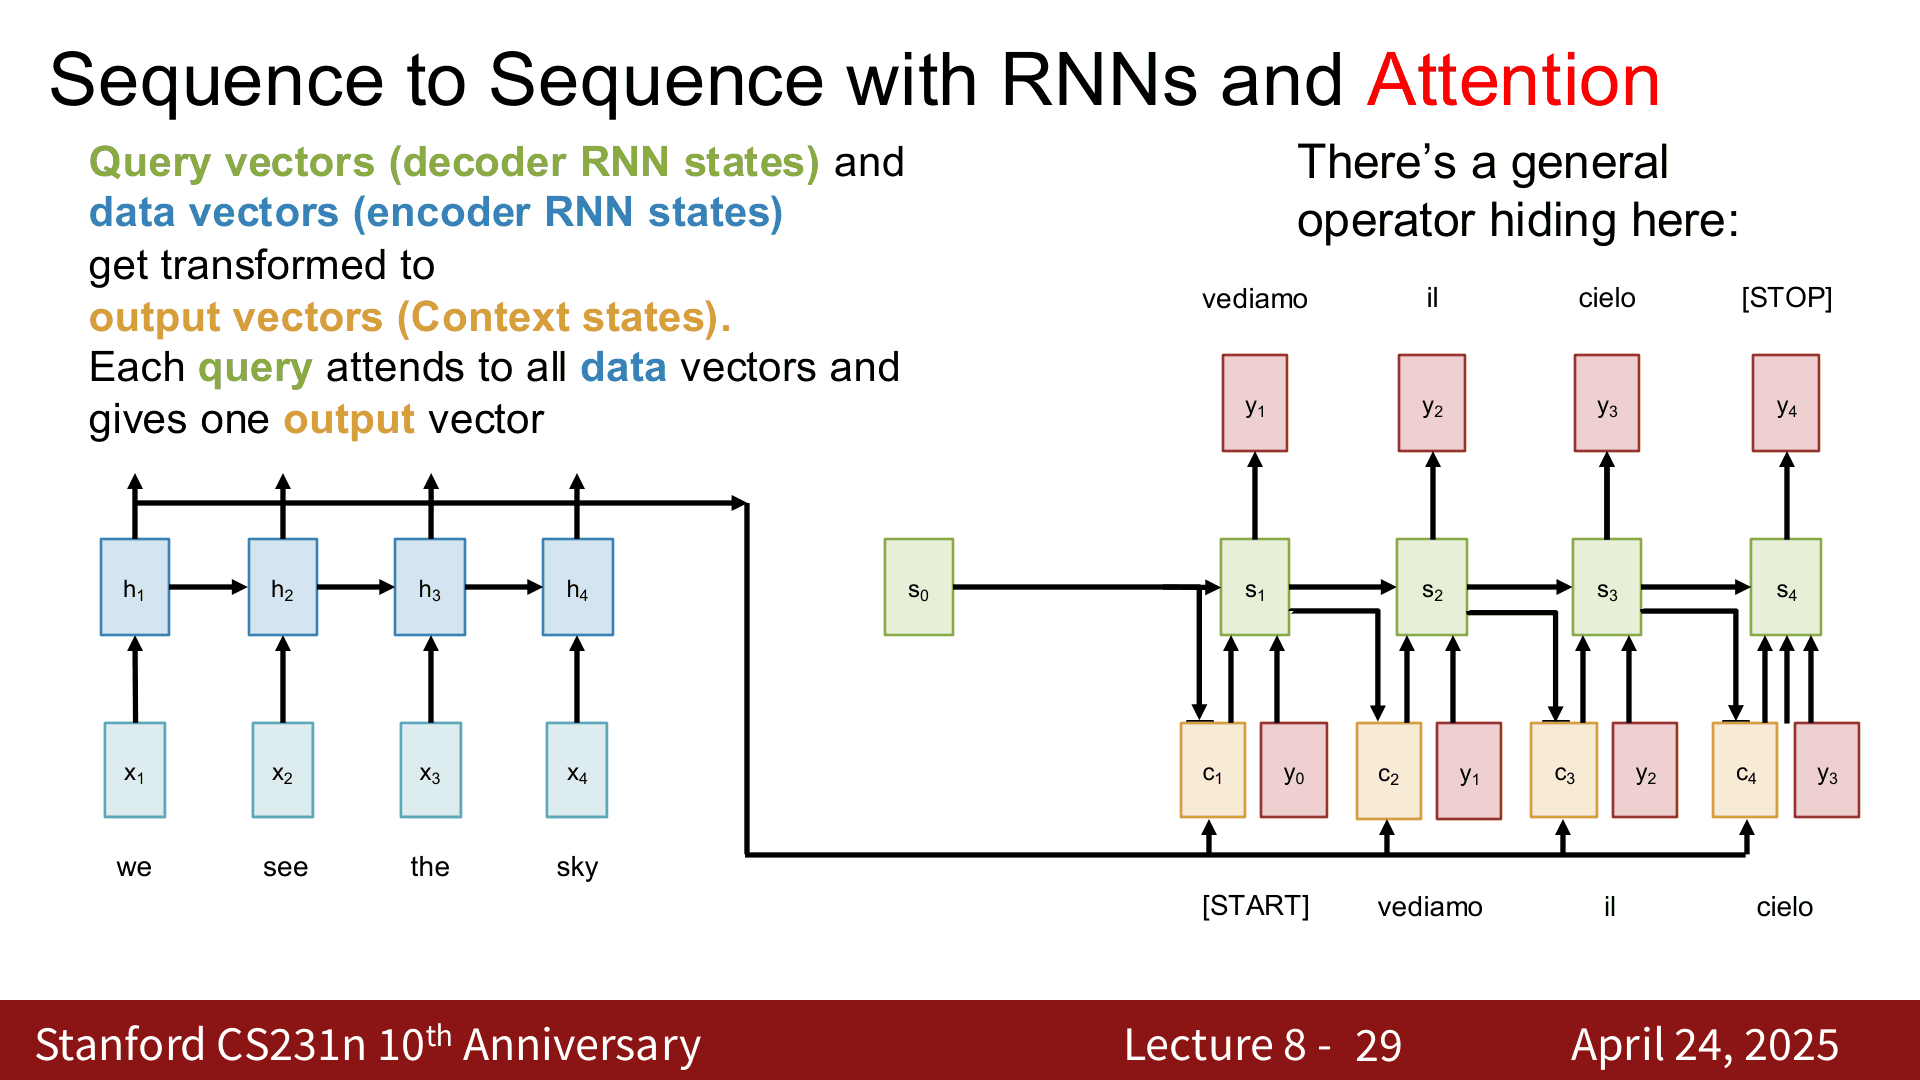 Sequence to Sequence with RNNs and Attention
Query vectors (decoder RNN states) and
data vectors (encoder RNN states)
get transformed to
output vectors (Context states).
Each query attends to all data vectors and
gives one output vector
There’s a general
operator hiding here:
vediamo il cielo [STOP]
y1 y2 y3 y4
h1 h2 h3 h4 s0 s1 s2 s3 s4
x1 x2 x3 x4 c1 y0 c2 y1 c3 y2 c4 y3
we see the sky
[START] vediamo il cielo
Stanford CS231n 10th Anniversary Lecture 8 - 29 April 24, 2025